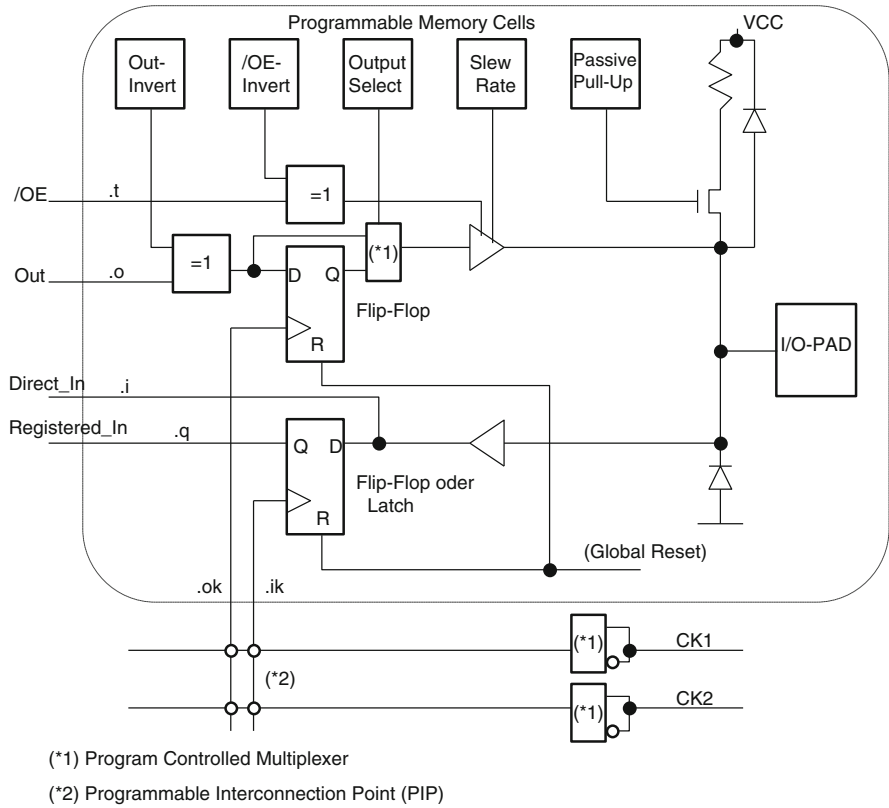 Programmable Memory Cells
VCC
Out-
Invert
/OE-
Invert
Output
Select
Slew
Rate
Passive
Pull-Up
/OE
.t
=1
Out
.o
=1
(*1)
D
Q
R
Flip-Flop
I/O-PAD
Direct_In
.i
Registered_In
.q
Q
D
R
Flip-Flop oder
Latch
(Global Reset)
.ok
.ik
(*1)
CK1
(*2)
(*1)
CK2
(*1) Program Controlled Multiplexer
(*2) Programmable Interconnection Point (PIP)